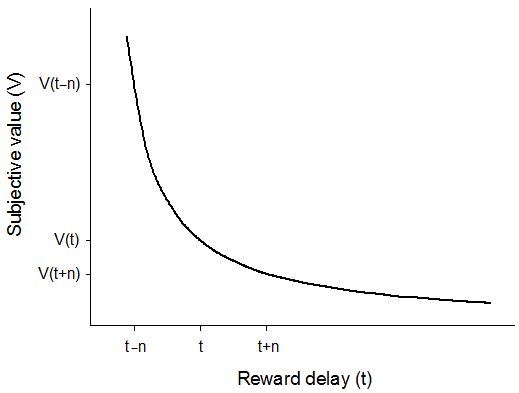 Subjective value (V)
V(t−n)
V(t)
V(t+n)
t−n
t
t+n
Reward delay (t)